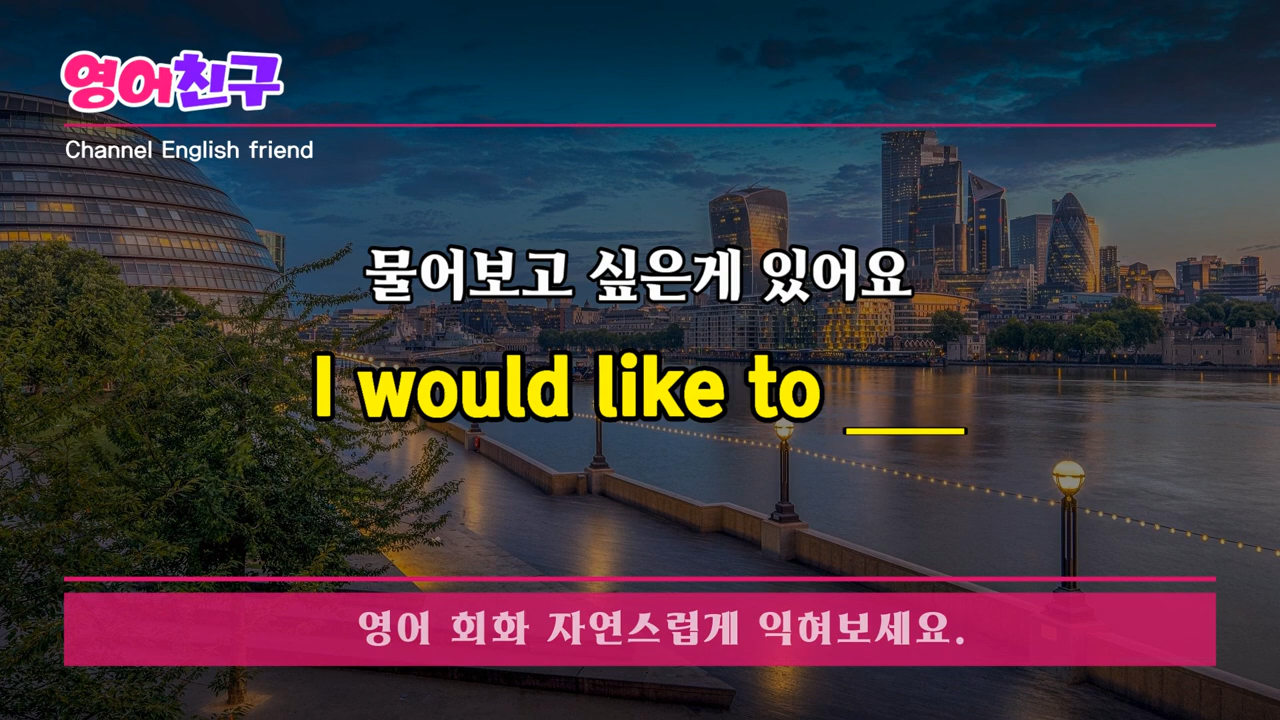 영어친구
Channel English friend
물어보고 싶은게 있어요
I would like to ___
영어 회화 자연스럽게 익혀보세요.